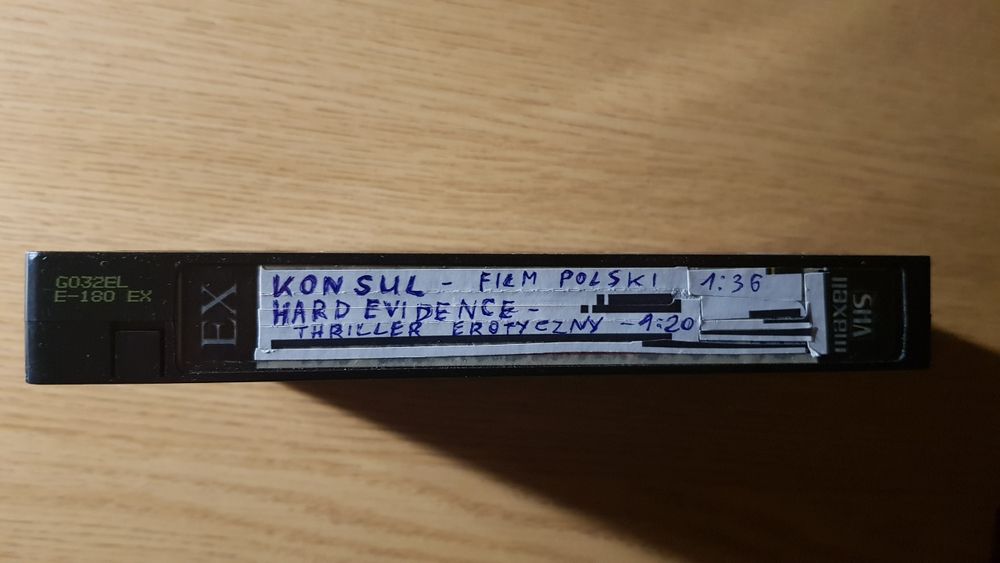 G032EL
E-180 EX
EX
KONSUL - FILM POLSKI 1:36
HARD EVIDENCE -
THRILLER EROTYCZNY - 1:20
maxell
VHS